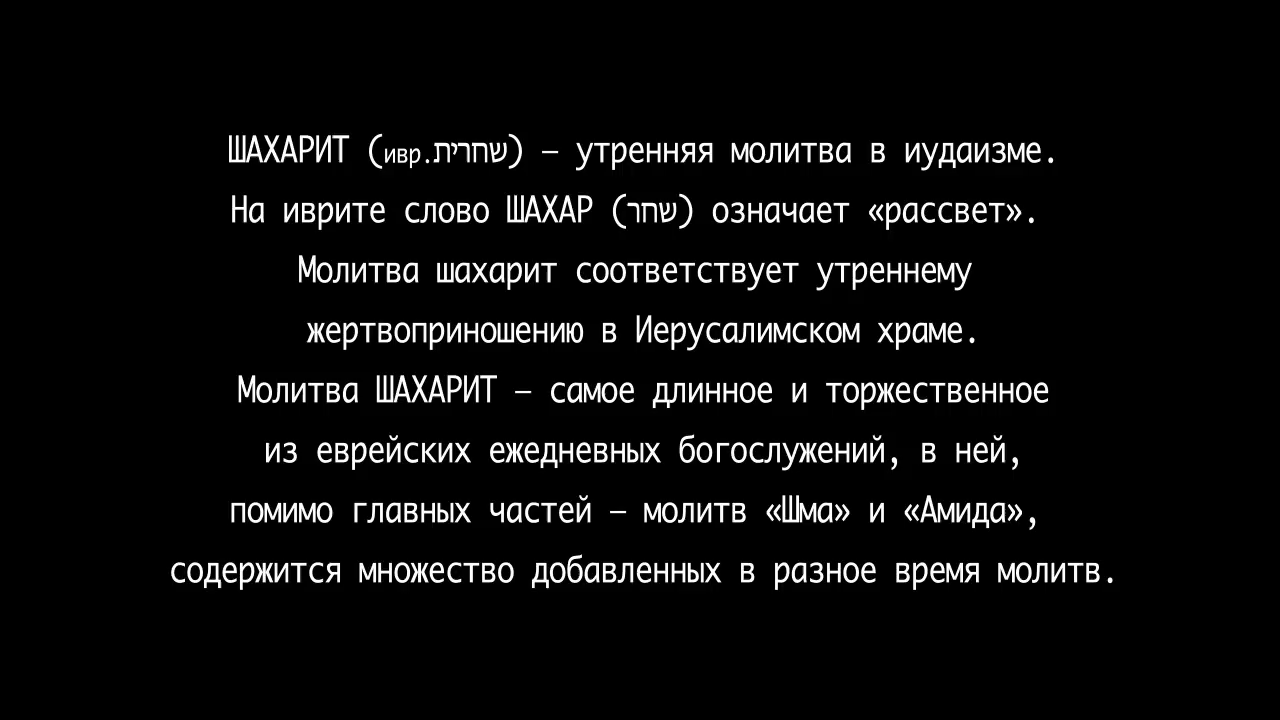 ШАХАРИТ (ивр.שחרית) – утренняя молитва в иудаизме.
На иврите слово ШАХАР (שחר) означает «рассвет».
Молитва шахарит соответствует утреннему
жертвоприношению в Иерусалимском храме.
Молитва ШАХАРИТ – самое длинное и торжественное
из еврейских ежедневных богослужений, в ней,
помимо главных частей – молитв «Шма» и «Амида»,
содержится множество добавленных в разное время молитв.